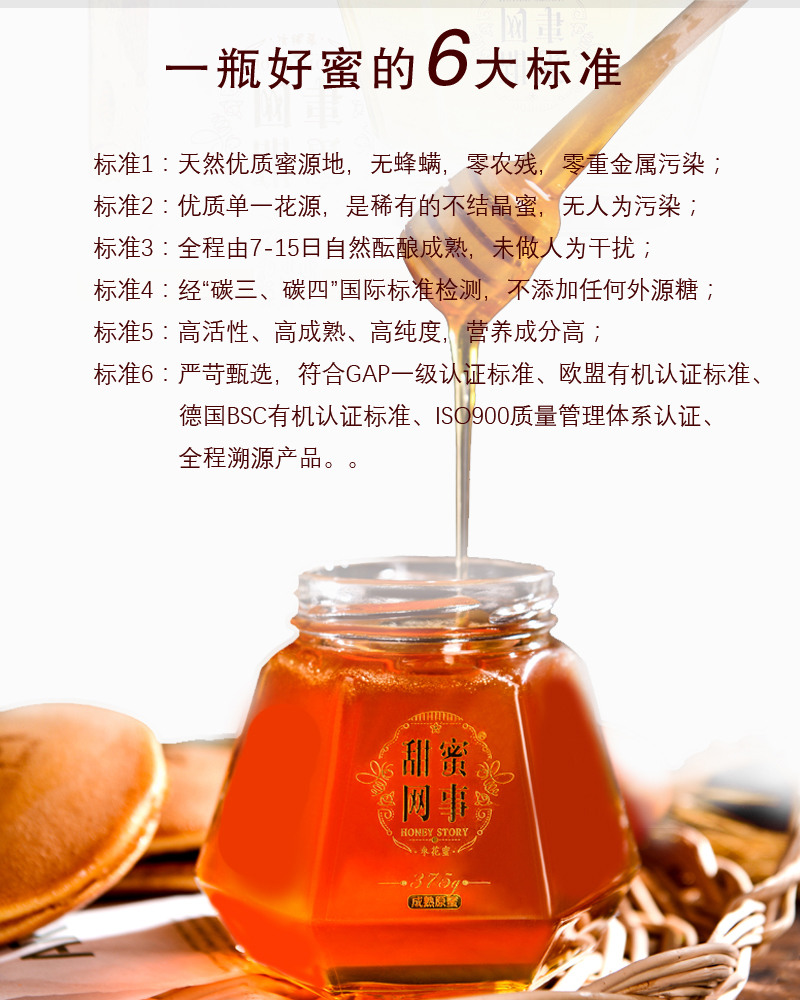 一瓶好蜜的6大标准
标准1：天然优质蜜源地，无蜂螨，零农残，零重金属污染；
标准2：优质单一花源，是稀有的不结晶蜜，无人为污染；
标准3：全程由7-15日自然酝酿成熟，未做人为干扰；
标准4：经“碳三、碳四”国际标准检测，不添加任何外源糖；
标准5：高活性、高成熟、高纯度，营养成分高；
标准6：严苛甄选，符合GAP一级认证标准、欧盟有机认证标准、
德国BSC有机认证标准、ISO900质量管理体系认证、
全程溯源产品。。
甜蜜
网事
HONEY STORY
枣花蜜
375g
成熟原蜜